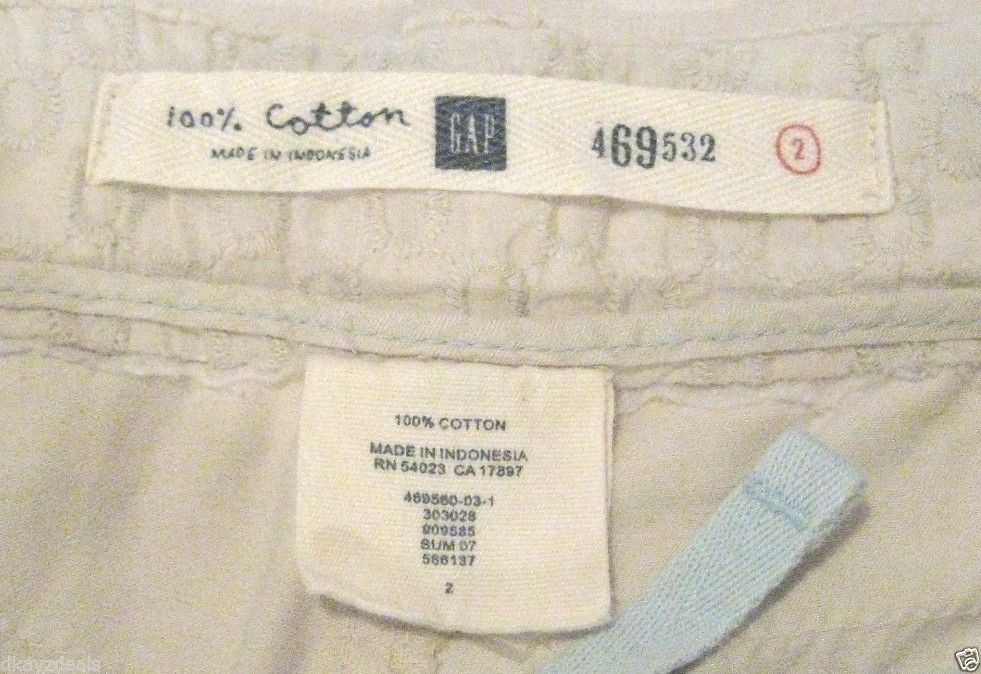 100% Cotton
MADE IN INDONESIA
GAP
469532
2
100% COTTON
MADE IN INDONESIA
RN 54023 CA 17897
469560-03-1
303028
909585
SUM 07
566137
2
dkayzdeals